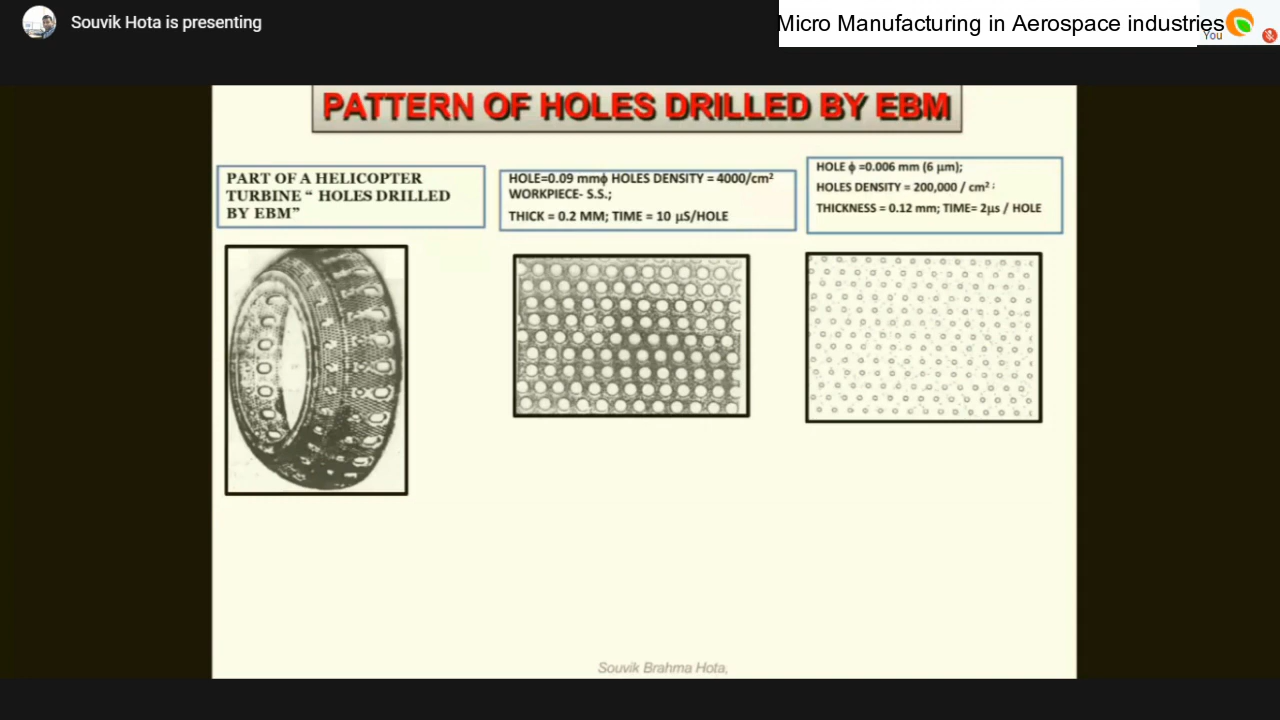 Souvik Hota is presenting
Micro Manufacturing in Aerospace industries
You
PATTERN OF HOLES DRILLED BY EBM
PART OF A HELICOPTER
TURBINE “ HOLES DRILLED
BY EBM”
HOLE=0.09 mmϕ HOLES DENSITY = 4000/cm²
WORKPIECE- S.S.;
THICK = 0.2 MM; TIME = 10 µS/HOLE
HOLE ϕ =0.006 mm (6 µm);
HOLES DENSITY = 200,000 / cm² ;
THICKNESS = 0.12 mm; TIME= 2µs / HOLE
Souvik Brahma Hota,